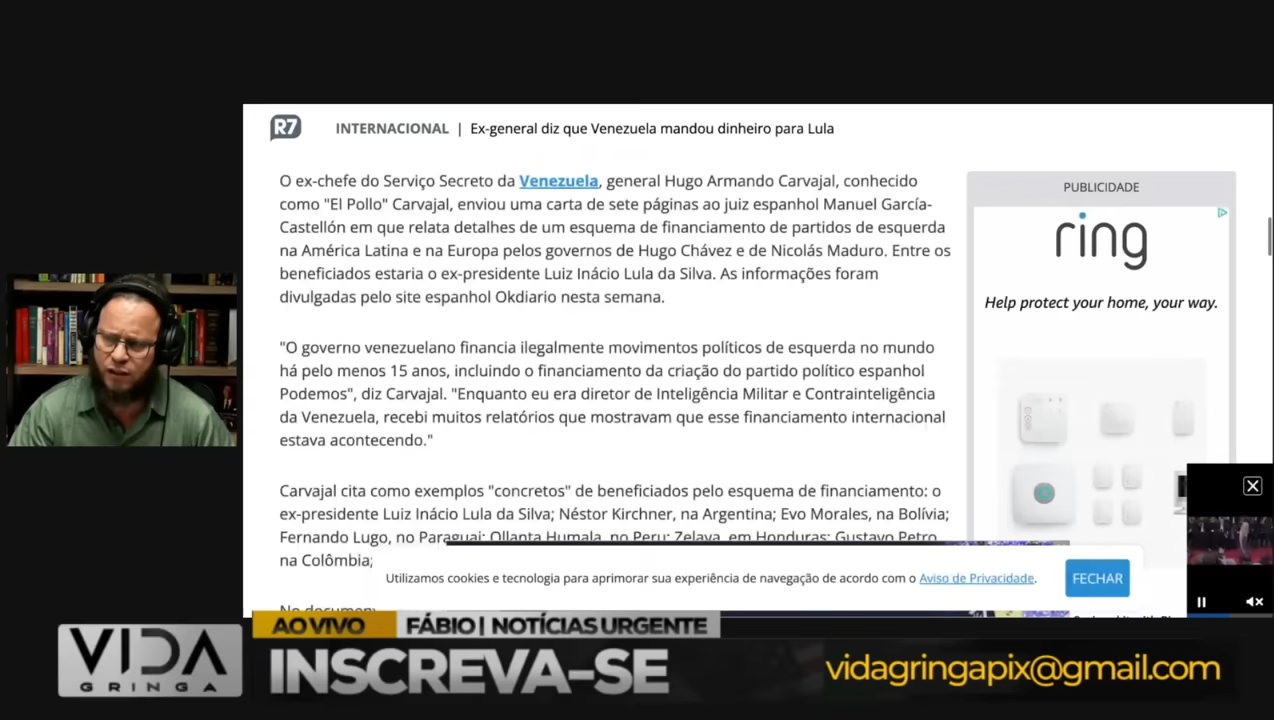 R7
INTERNACIONAL | Ex-general diz que Venezuela mandou dinheiro para Lula
O ex-chefe do Serviço Secreto da Venezuela, general Hugo Armando Carvajal, conhecido
como "El Pollo" Carvajal, enviou uma carta de sete páginas ao juiz espanhol Manuel García-
Castellón em que relata detalhes de um esquema de financiamento de partidos de esquerda
na América Latina e na Europa pelos governos de Hugo Chávez e de Nicolás Maduro. Entre os
beneficiados estaria o ex-presidente Luiz Inácio Lula da Silva. As informações foram
divulgadas pelo site espanhol Okdiario nesta semana.
"O governo venezuelano financia ilegalmente movimentos políticos de esquerda no mundo
há pelo menos 15 anos, incluindo o financiamento da criação do partido político espanhol
Podemos", diz Carvajal. "Enquanto eu era diretor de Inteligência Militar e Contrainteligência
da Venezuela, recebi muitos relatórios que mostravam que esse financiamento internacional
estava acontecendo."
Carvajal cita como exemplos "concretos" de beneficiados pelo esquema de financiamento: o
ex-presidente Luiz Inácio Lula da Silva; Néstor Kirchner, na Argentina; Evo Morales, na Bolívia;
Fernando Lugo, no Paraguai; Ollanta Humala, no Peru; Zelaya, em Honduras; Gustavo Petro,
na Colômbia;
PUBLICIDADE
ring
Help protect your home, your way.
Utilizamos cookies e tecnologia para aprimorar sua experiência de navegação de acordo com o Aviso de Privacidade.
FECHAR
AO VIVO
FÁBIO | NOTÍCIAS URGENTE
VIDA
GRINGA
INSCREVA-SE
vidagringapix@gmail.com